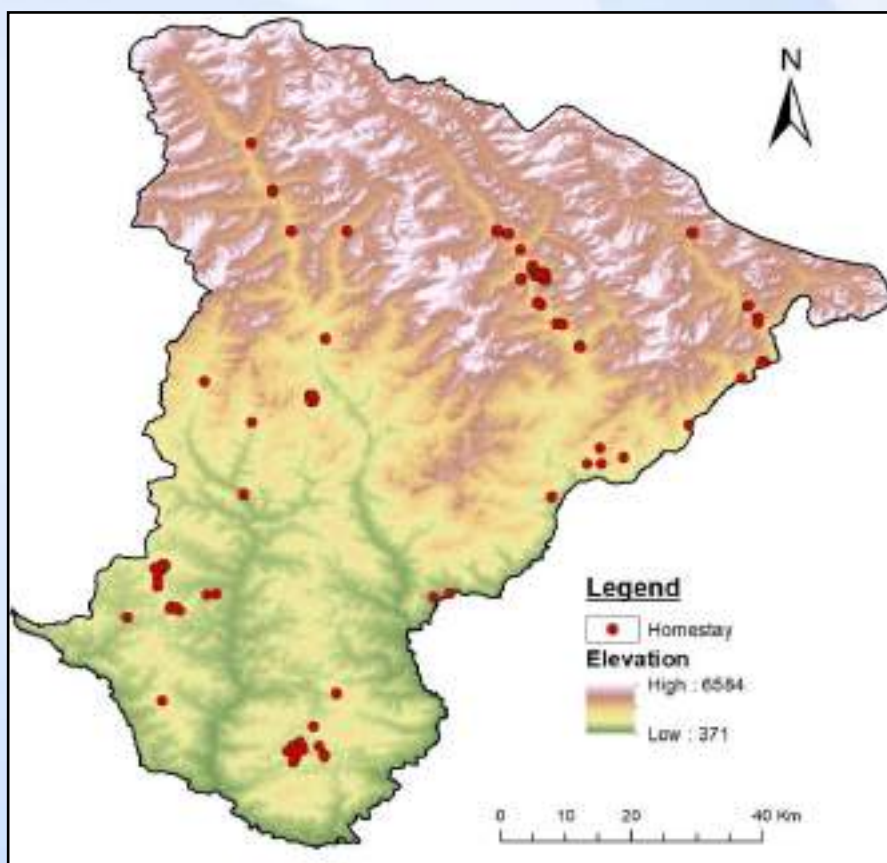 N
Legend
Homestay
Elevation
High : 6584
Low : 371
0 10 20 40 Km